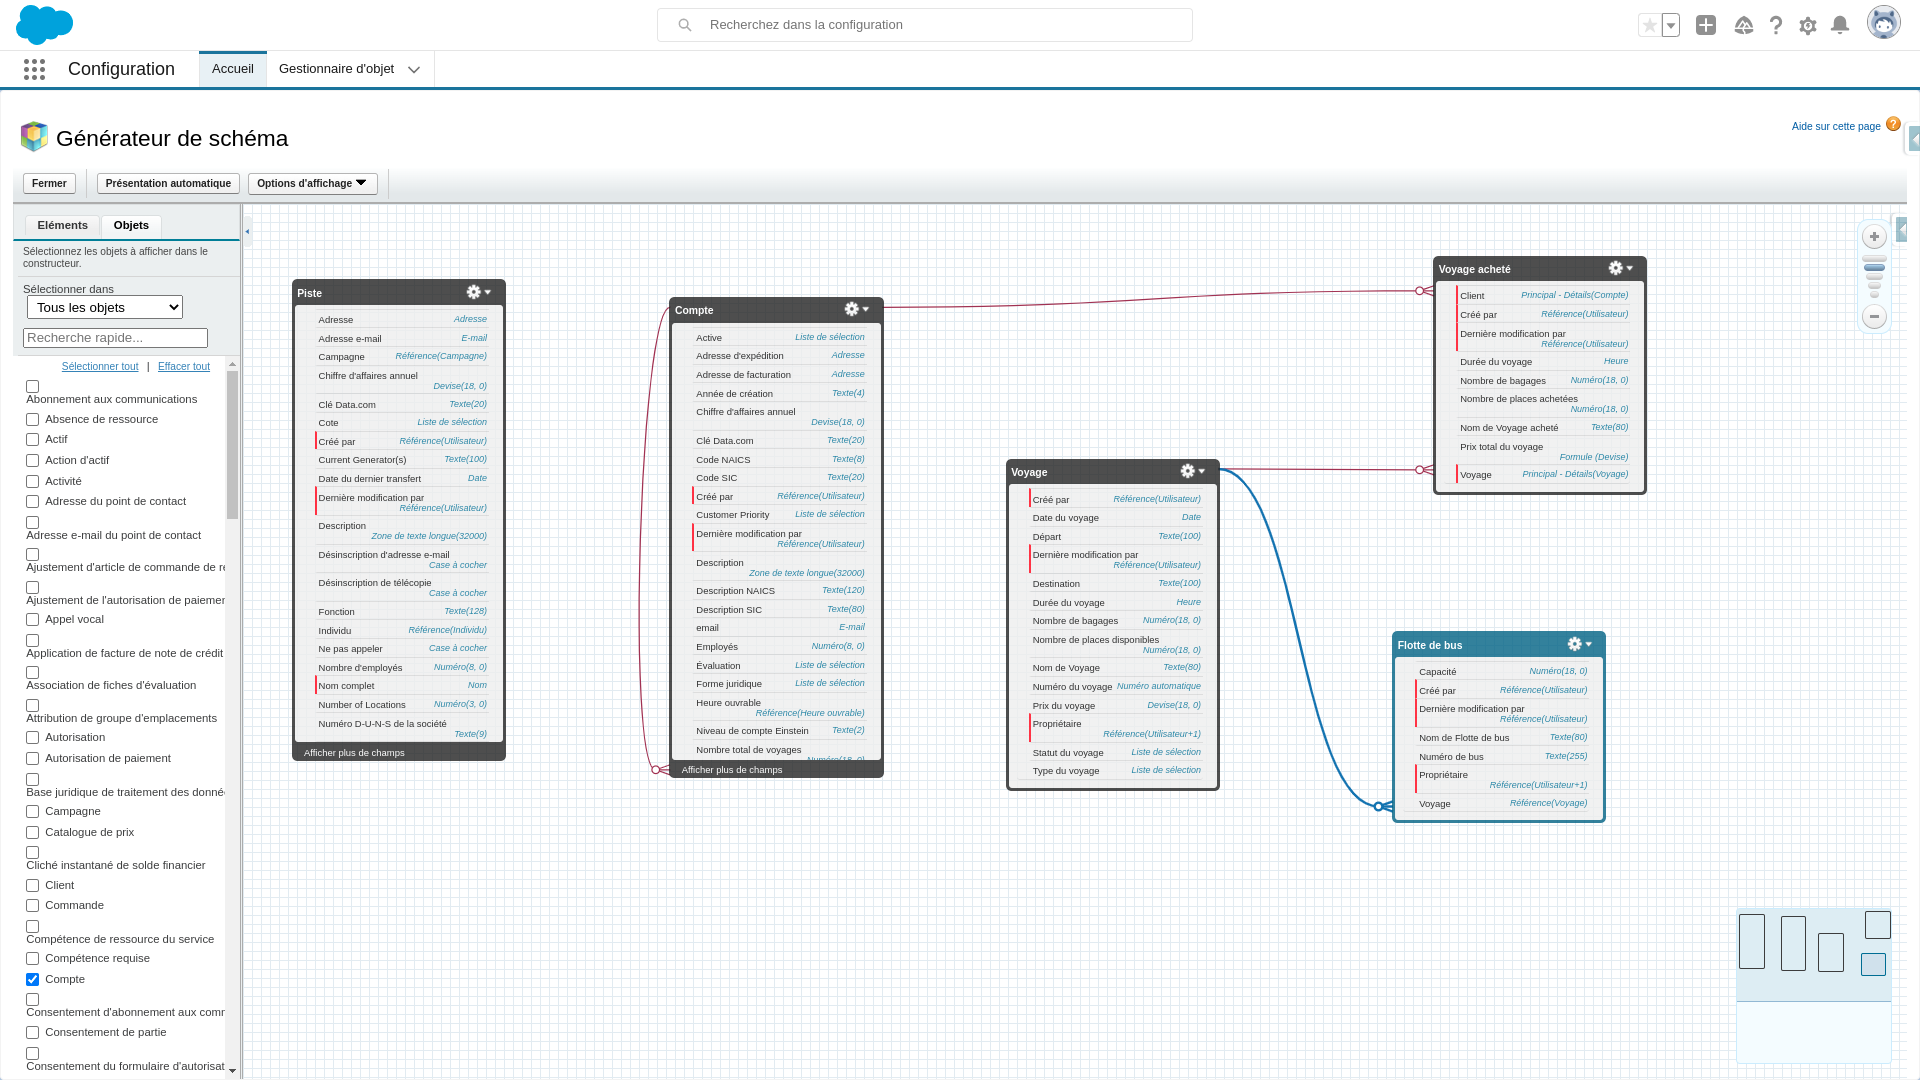 Recherchez dans la configuration
Configuration
Accueil
Gestionnaire d'objet
Générateur de schéma
Aide sur cette page
Fermer
Présentation automatique
Options d'affichage
Eléments
Objets
Sélectionnez les objets à afficher dans le
constructeur.
Sélectionner dans
Tous les objets
Recherche rapide...
Sélectionner tout | Effacer tout
Abonnement aux communications
Absence de ressource
Actif
Action d'actif
Activité
Adresse du point de contact
Adresse e-mail du point de contact
Ajustement d'article de commande de re
Ajustement de l'autorisation de paiemen
Appel vocal
Application de facture de note de crédit
Association de fiches d'évaluation
Attribution de groupe d'emplacements
Autorisation
Autorisation de paiement
Base juridique de traitement des donnée
Campagne
Catalogue de prix
Cliché instantané de solde financier
Client
Commande
Compétence de ressource du service
Compétence requise
Compte
Consentement d'abonnement aux comm
Consentement de partie
Consentement du formulaire d'autorisat
Piste
Adresse Adresse
Adresse e-mail E-mail
Campagne Référence(Campagne)
Chiffre d'affaires annuel
Devise(18, 0)
Clé Data.com Texte(20)
Cote Liste de sélection
Créé par Référence(Utilisateur)
Current Generator(s) Texte(100)
Date du dernier transfert Date
Dernière modification par
Référence(Utilisateur)
Description
Zone de texte longue(32000)
Désinscription d'adresse e-mail
Case à cocher
Désinscription de télécopie
Case à cocher
Fonction Texte(128)
Individu Référence(Individu)
Ne pas appeler Case à cocher
Nombre d'employés Numéro(8, 0)
Nom complet Nom
Number of Locations Numéro(3, 0)
Numéro D-U-N-S de la société
Texte(9)
Afficher plus de champs
Compte
Active Liste de sélection
Adresse d'expédition Adresse
Adresse de facturation Adresse
Année de création Texte(4)
Chiffre d'affaires annuel
Devise(18, 0)
Clé Data.com Texte(20)
Code NAICS Texte(8)
Code SIC Texte(20)
Créé par Référence(Utilisateur)
Customer Priority Liste de sélection
Dernière modification par
Référence(Utilisateur)
Description
Zone de texte longue(32000)
Description NAICS Texte(120)
Description SIC Texte(80)
email E-mail
Employés Numéro(8, 0)
Évaluation Liste de sélection
Forme juridique Liste de sélection
Heure ouvrable
Référence(Heure ouvrable)
Niveau de compte Einstein Texte(2)
Nombre total de voyages
Numéro(18, 0)
Afficher plus de champs
Voyage
Créé par Référence(Utilisateur)
Date du voyage Date
Départ Texte(100)
Dernière modification par
Référence(Utilisateur)
Destination Texte(100)
Durée du voyage Heure
Nombre de bagages Numéro(18, 0)
Nombre de places disponibles
Numéro(18, 0)
Nom de Voyage Texte(80)
Numéro du voyage Numéro automatique
Prix du voyage Devise(18, 0)
Propriétaire
Référence(Utilisateur+1)
Statut du voyage Liste de sélection
Type du voyage Liste de sélection
Voyage acheté
Client Principal - Détails(Compte)
Créé par Référence(Utilisateur)
Dernière modification par
Référence(Utilisateur)
Durée du voyage Heure
Nombre de bagages Numéro(18, 0)
Nombre de places achetées
Numéro(18, 0)
Nom de Voyage acheté Texte(80)
Prix total du voyage
Formule (Devise)
Voyage Principal - Détails(Voyage)
Flotte de bus
Capacité Numéro(18, 0)
Créé par Référence(Utilisateur)
Dernière modification par
Référence(Utilisateur)
Nom de Flotte de bus Texte(80)
Numéro de bus Texte(255)
Propriétaire
Référence(Utilisateur+1)
Voyage Référence(Voyage)